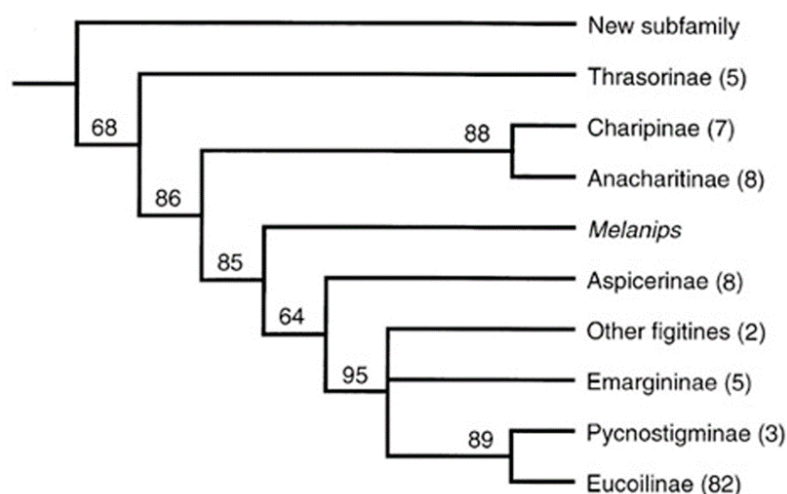 New subfamily
68
Thrasorinae (5)
86
88
Charipinae (7)
Anacharitinae (8)
85
Melanips
64
Aspicerinae (8)
95
Other figitines (2)
Emargininae (5)
89
Pycnostigminae (3)
Eucoilinae (82)